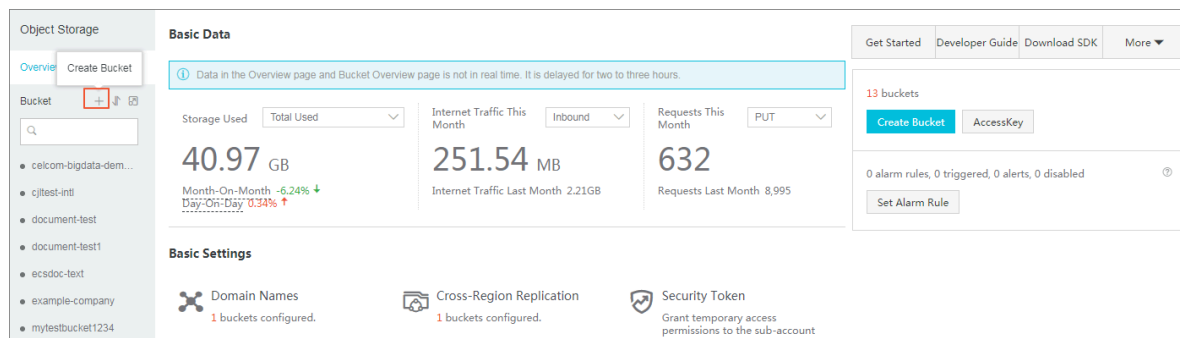 Object Storage
Overvie
Create Bucket
Bucket
celcom-bigdata-dem...
cjltest-intl
document-test
document-test1
ecsdoc-text
example-company
mytestbucket1234
Basic Data
Data in the Overview page and Bucket Overview page is not in real time. It is delayed for two to three hours.
Storage Used
Total Used
40.97 GB
Month-On-Month -6.24%
Day-On-Day 0.34%
Internet Traffic This
Month
Inbound
251.54 MB
Internet Traffic Last Month 2.21GB
Requests This
Month
PUT
632
Requests Last Month 8,995
Basic Settings
Domain Names
1 buckets configured.
Cross-Region Replication
1 buckets configured.
Security Token
Grant temporary access
permissions to the sub-account
Get Started
Developer Guide
Download SDK
More
13 buckets
Create Bucket
AccessKey
0 alarm rules, 0 triggered, 0 alerts, 0 disabled
Set Alarm Rule